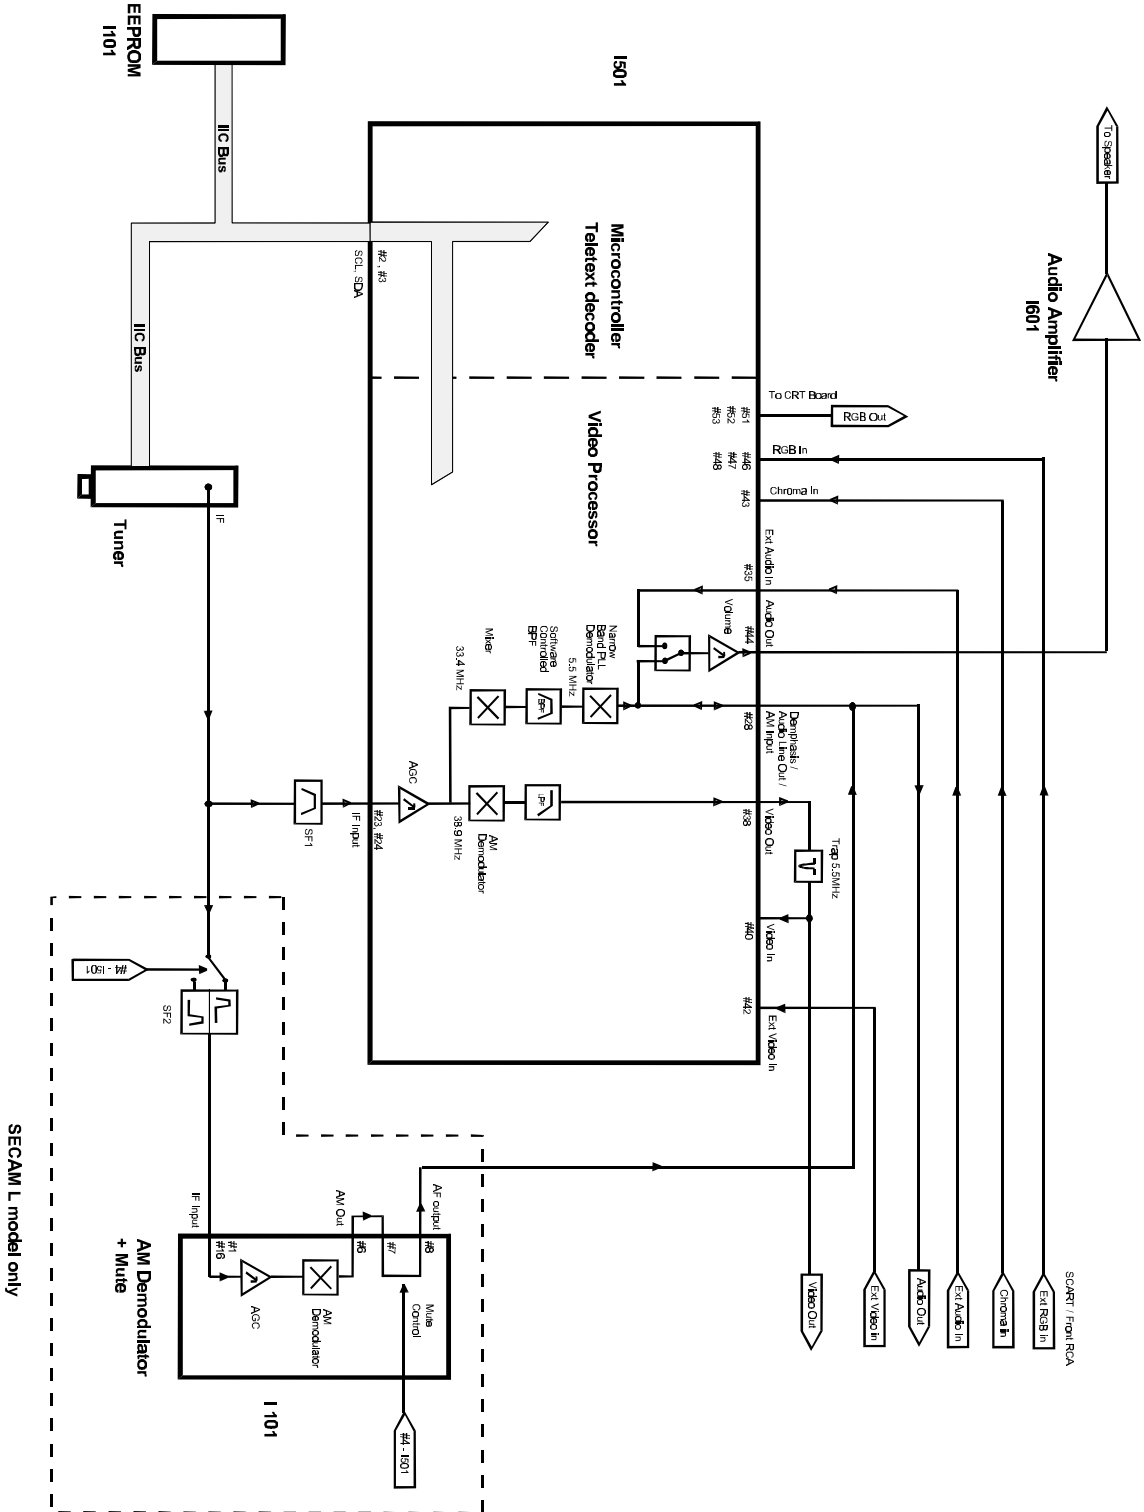 To Speaker
Audio Amplifier
I601
I501
EEPROM
I101
IIC Bus
IIC Bus
Microcontroller
Teletext decoder
#2 , #3
SCL, SDA
Video Processor
Tuner
IF
To CRT Board
RGB Out
#51
#52
#53
RGB In
#46
#47
#48
Chroma In
#43
Ext Audio In
#35
Audio Out
#44
Volume
Narrow
Band PLL
Demodulator
5.5 MHz
Software
Controlled
BPF
BPF
Mixer
33.4 MHz
Demphasis /
Audio Line Out /
AM Input
#28
AGC
38.9 MHz
AM
Demodulator
LPF
Video Out
#38
Trap 5.5MHz
SF1
IF Input
#23, #24
Video In
#40
Ext Video In
#42
#4 - I501
SF2
SCART / Front RCA
Ext RGB in
Chroma in
Ext Audio In
Audio Out
Ext Video in
Video Out
IF Input
#1
#16
AM Out
#6
#7
AF output
#8
AGC
AM
Demodulator
Mute
Control
#4 - I501
AM Demodulator
+ Mute
I 101
SECAM L model only